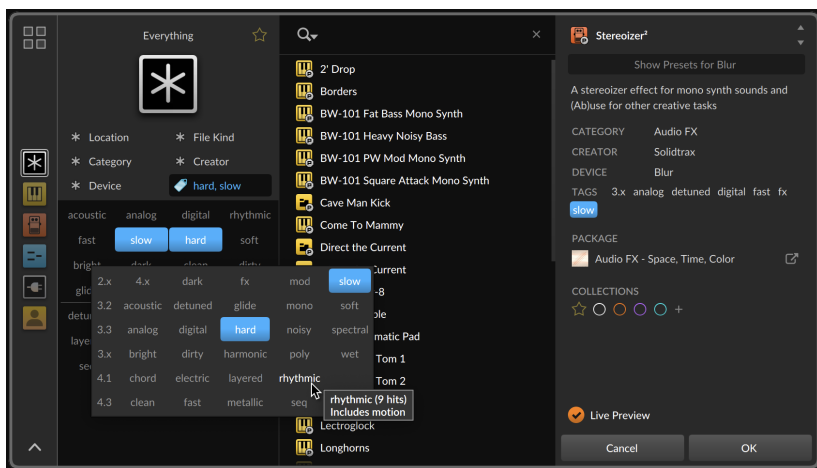 Everything
Location
File Kind
Category
Creator
Device
hard, slow
acoustic analog digital rhythmic
fast slow hard soft
2.x 4.x dark fx mod slow
3.2 acoustic detuned glide mono soft
3.3 analog digital hard noisy spectral
3.x bright dirty harmonic poly wet
4.1 chord electric layered rhythmic
4.3 clean fast metallic seq
rhythmic (9 hits)
Includes motion
2' Drop
Borders
BW-101 Fat Bass Mono Synth
BW-101 Heavy Noisy Bass
BW-101 PW Mod Mono Synth
BW-101 Square Attack Mono Synth
Cave Man Kick
Come To Mammy
Direct the Current
Current
-8
matic Pad
Tom 1
Tom 2
Lectroglock
Longhorns
Stereoizer²
Show Presets for Blur
A stereoizer effect for mono synth sounds and
(Ab)use for other creative
tasks
CATEGORY Audio FX
CREATOR Solidtrax
DEVICE Blur
TAGS 3.x analog detuned digital fast fx
slow
PACKAGE
Audio FX - Space, Time, Color
COLLECTIONS
Live Preview
Cancel
OK